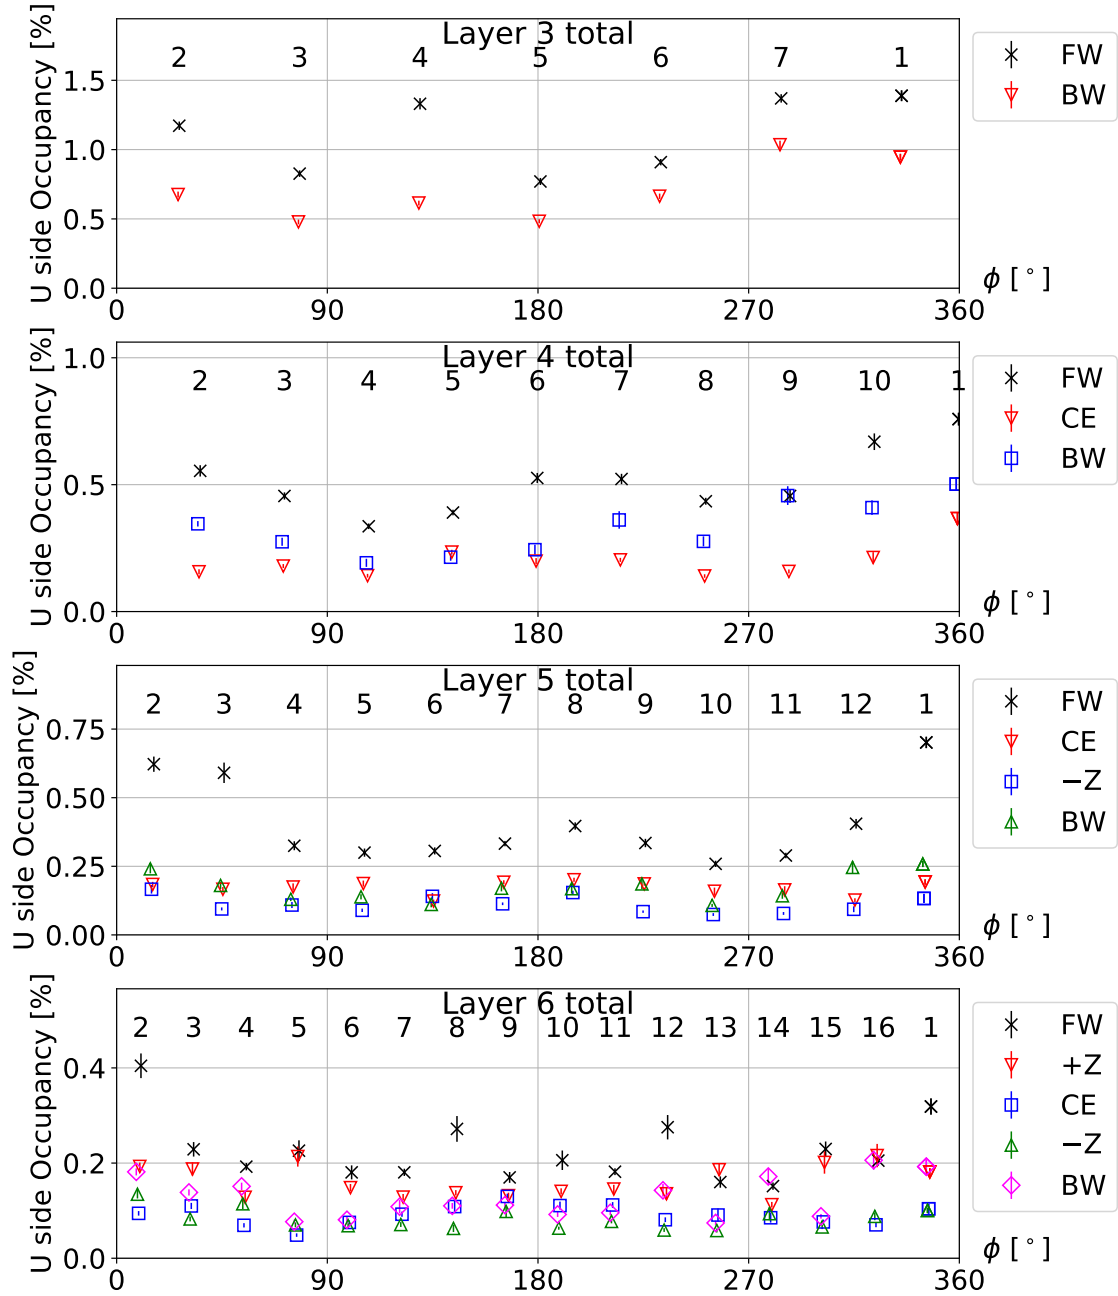 Layer 3 total
U side Occupancy [%]
2 3 4 5 6 7 1
1.5
1.0
0.5
0.0
0 90 180 270 360
ϕ [°]
FW
BW
Layer 4 total
U side Occupancy [%]
2 3 4 5 6 7 8 9 10 1
1.0
0.5
0.0
0 90 180 270 360
ϕ [°]
FW
CE
BW
Layer 5 total
U side Occupancy [%]
2 3 4 5 6 7 8 9 10 11 12 1
0.75
0.50
0.25
0.00
0 90 180 270 360
ϕ [°]
FW
CE
−Z
BW
Layer 6 total
U side Occupancy [%]
2 3 4 5 6 7 8 9 10 11 12 13 14 15 16 1
0.4
0.2
0.0
0 90 180 270 360
ϕ [°]
FW
+Z
CE
−Z
BW